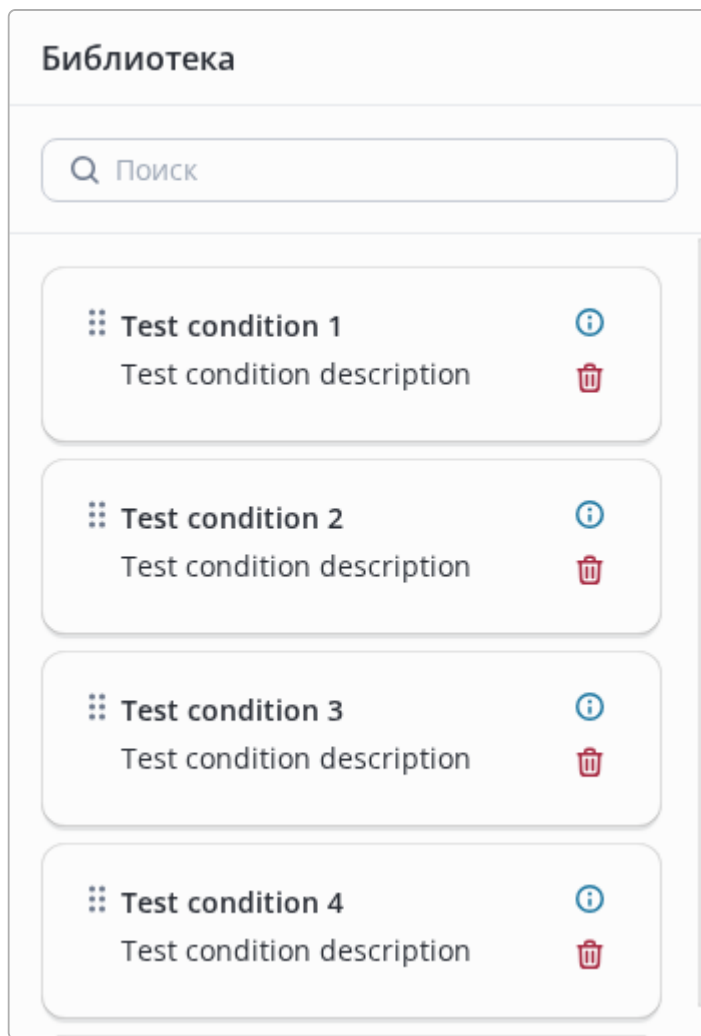 Библиотека
Поиск
Test condition 1
Test condition description
Test condition 2
Test condition description
Test condition 3
Test condition description
Test condition 4
Test condition description